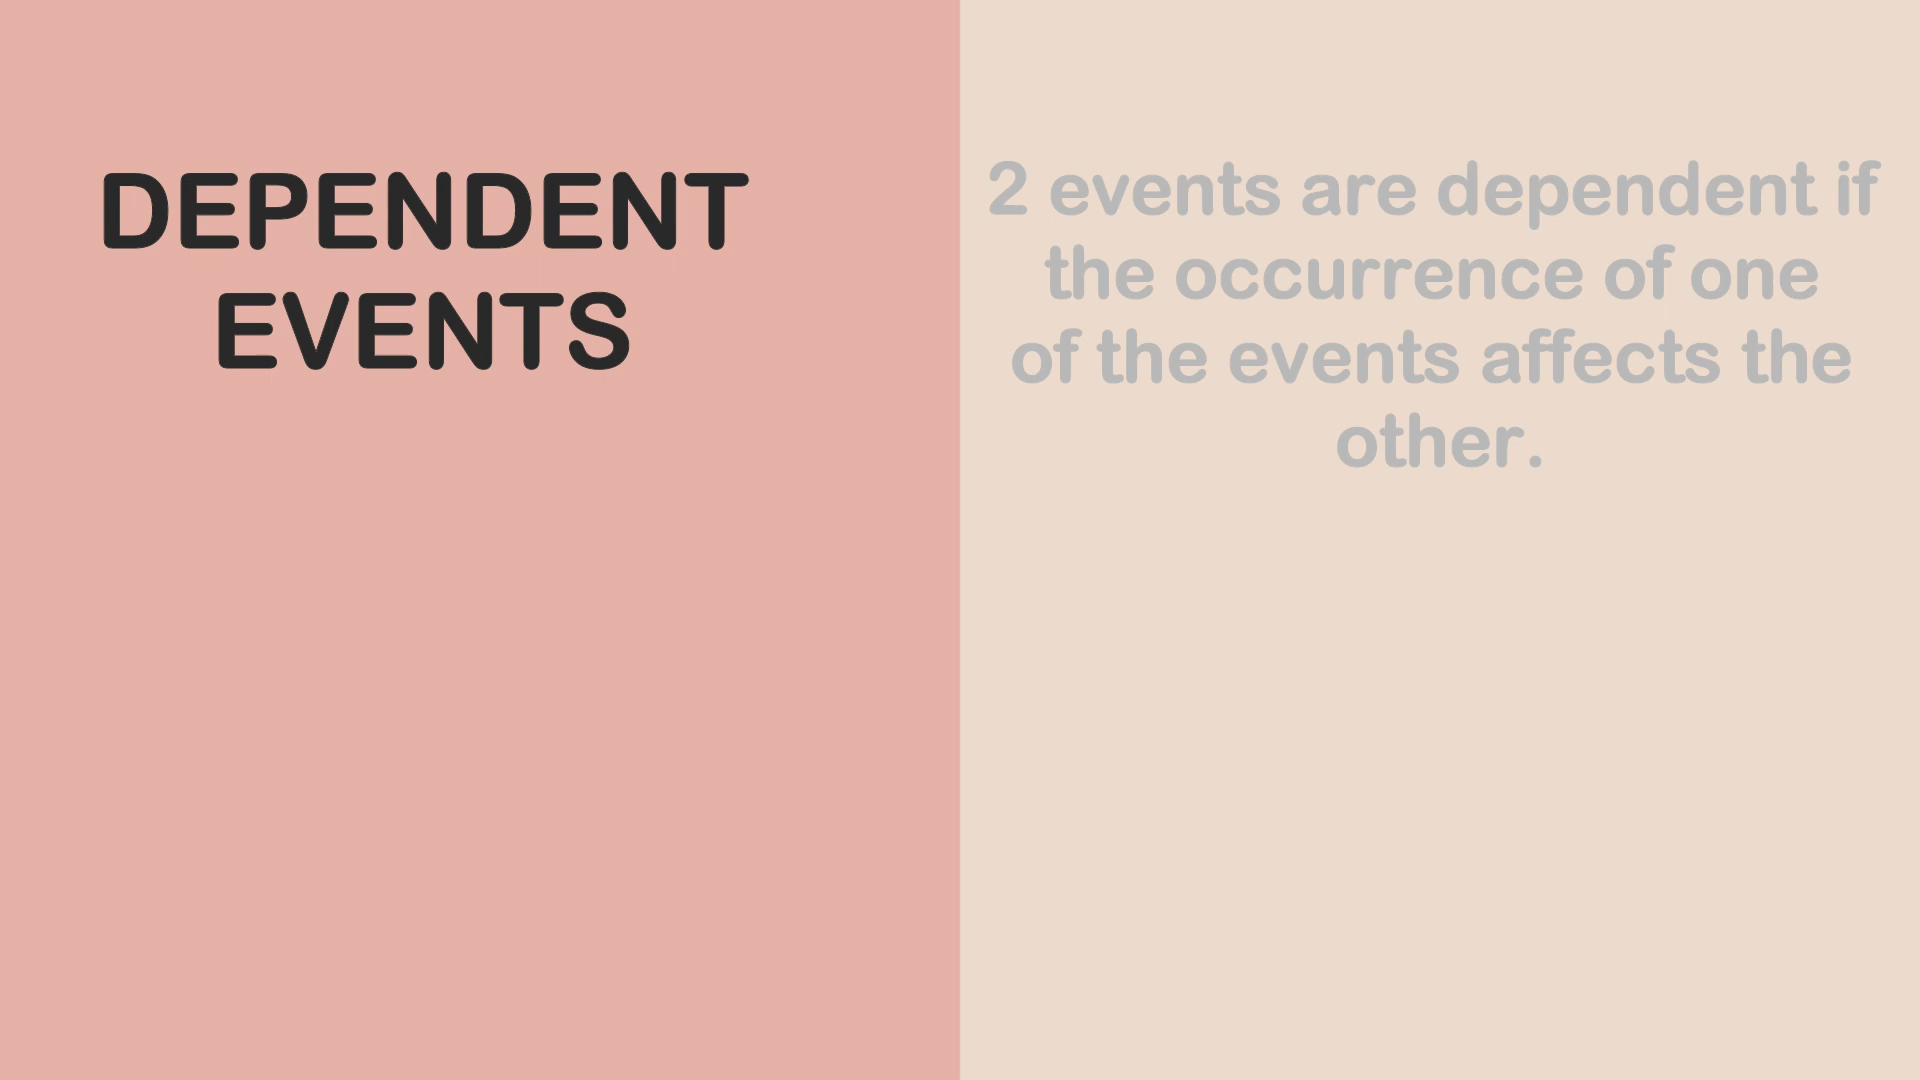 DEPENDENT
EVENTS
2 events are dependent if
the occurrence of one
of the events affects the
other.